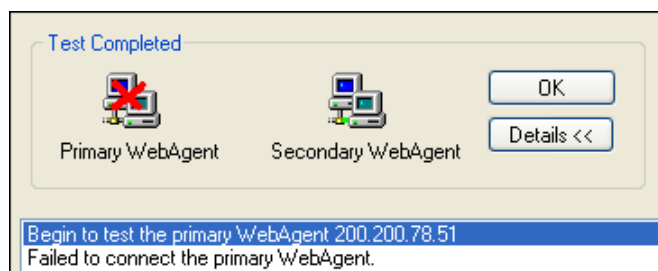 Test Completed
Primary WebAgent
Secondary WebAgent
OK
Details <<
Begin to test the primary WebAgent 200.200.78.51
Failed to connect the primary WebAgent.